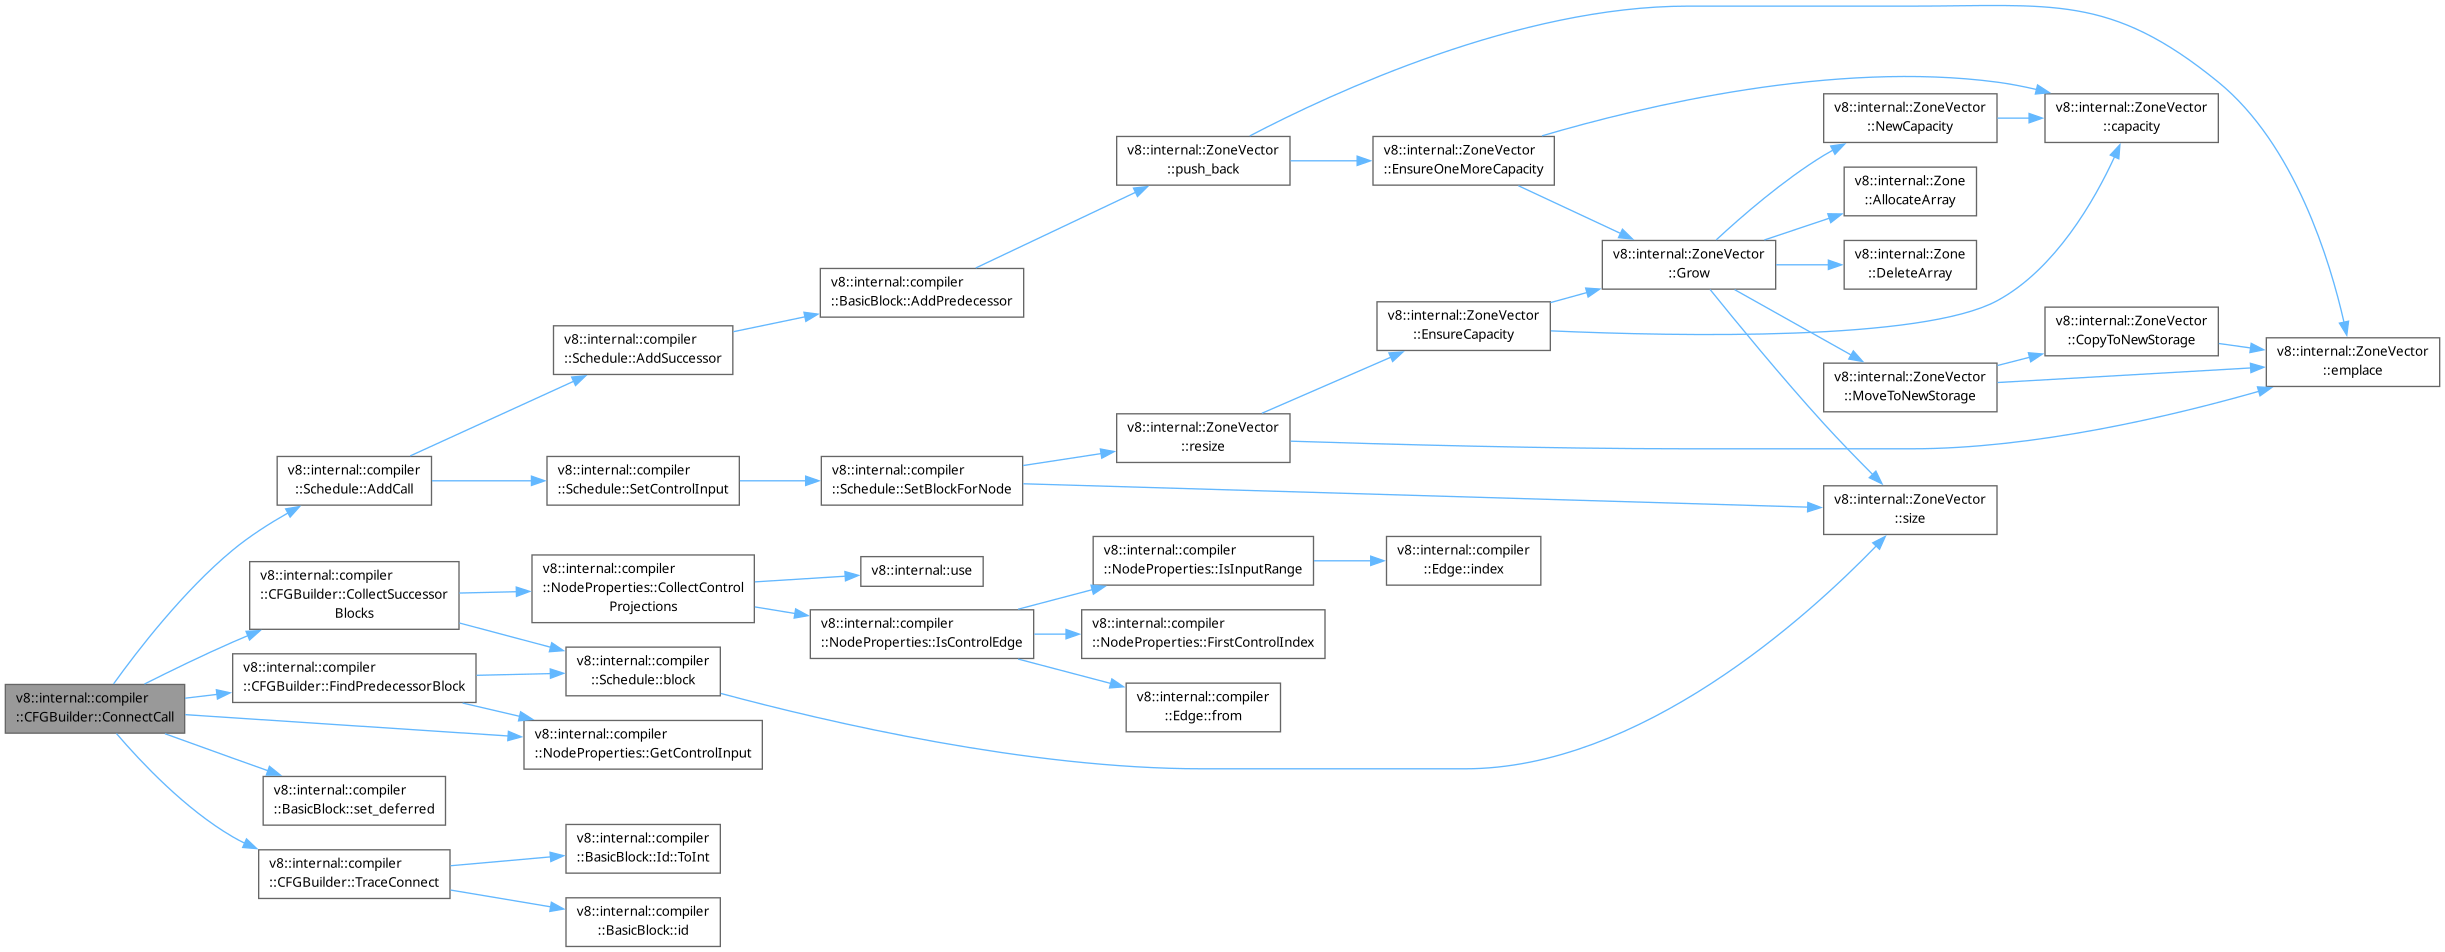 v8::internal::compiler
::CFGBuilder::ConnectCall
v8::internal::compiler
::Schedule::AddCall
v8::internal::compiler
::Schedule::AddSuccessor
v8::internal::compiler
::BasicBlock::AddPredecessor
v8::internal::ZoneVector
::push_back
v8::internal::ZoneVector
::EnsureOneMoreCapacity
v8::internal::ZoneVector
::Grow
v8::internal::ZoneVector
::NewCapacity
v8::internal::ZoneVector
::capacity
v8::internal::Zone
::AllocateArray
v8::internal::Zone
::DeleteArray
v8::internal::ZoneVector
::MoveToNewStorage
v8::internal::ZoneVector
::CopyToNewStorage
v8::internal::ZoneVector
::emplace
v8::internal::ZoneVector
::size
v8::internal::compiler
::Schedule::SetControlInput
v8::internal::compiler
::Schedule::SetBlockForNode
v8::internal::ZoneVector
::resize
v8::internal::ZoneVector
::EnsureCapacity
v8::internal::compiler
::CFGBuilder::CollectSuccessor
Blocks
v8::internal::compiler
::NodeProperties::CollectControl
Projections
v8::internal::use
v8::internal::compiler
::NodeProperties::IsControlEdge
v8::internal::compiler
::NodeProperties::IsInputRange
v8::internal::compiler
::Edge::index
v8::internal::compiler
::NodeProperties::FirstControlIndex
v8::internal::compiler
::Edge::from
v8::internal::compiler
::Schedule::block
v8::internal::compiler
::CFGBuilder::FindPredecessorBlock
v8::internal::compiler
::NodeProperties::GetControlInput
v8::internal::compiler
::BasicBlock::set_deferred
v8::internal::compiler
::CFGBuilder::TraceConnect
v8::internal::compiler
::BasicBlock::Id::ToInt
v8::internal::compiler
::BasicBlock::id